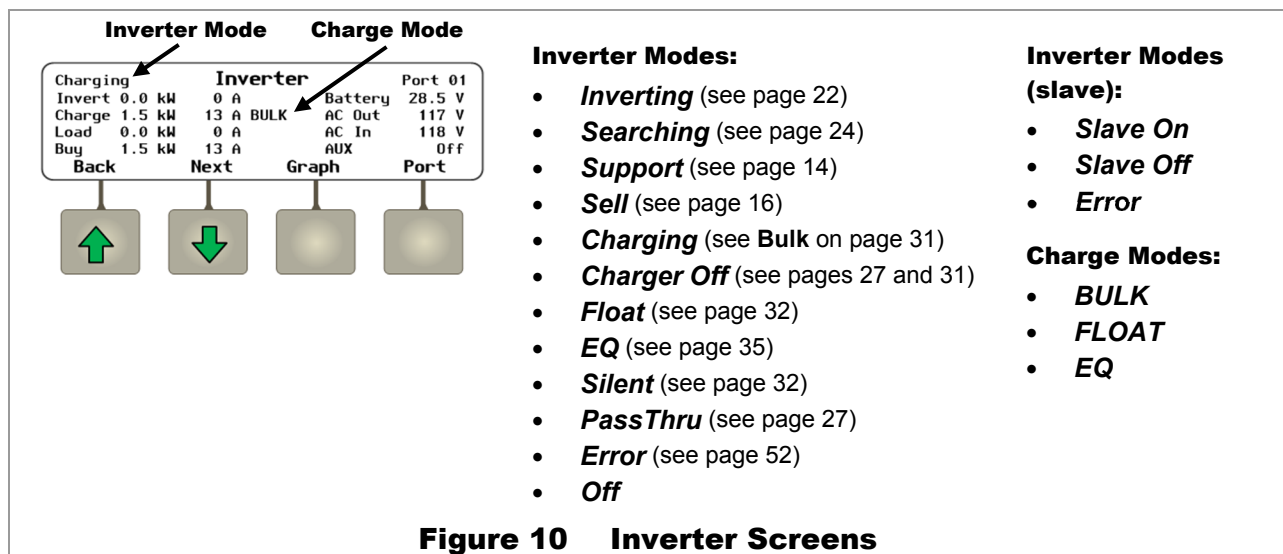 Inverter Mode Charge Mode
Charging Inverter Port 01
Invert 0.0 kW 0 A Battery 28.5 V
Charge 1.5 kW 13 A BULK AC Out 117 V
Load 0.0 kW 0 A AC In 118 V
Buy 1.5 kW 13 A AUX Off
Back Next Graph Port
Inverter Modes:
• Inverting (see page 22)
• Searching (see page 24)
• Support (see page 14)
• Sell (see page 16)
• Charging (see Bulk on page 31)
• Charger Off (see pages 27 and 31)
• Float (see page 32)
• EQ (see page 35)
• Silent (see page 32)
• PassThru (see page 27)
• Error (see page 52)
• Off
Inverter Modes
(slave):
• Slave On
• Slave Off
• Error
Charge Modes:
• BULK
• FLOAT
• EQ
Figure 10 Inverter Screens